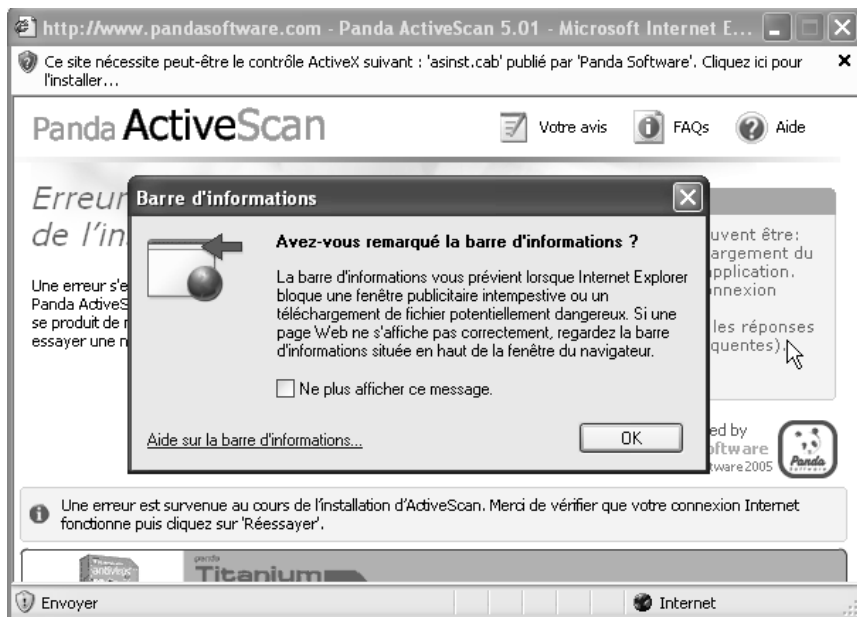 http://www.pandasoftware.com - Panda ActiveScan 5.01 - Microsoft Internet E...
Ce site nécessite peut-être le contrôle ActiveX suivant : 'asinst.cab' publié par 'Panda Software'. Cliquez ici pour
l'installer...
Panda ActiveScan
Votre avis
FAQs
Aide
Erreur
de l'in
Une erreur s'e
Panda ActiveS
se produit de
essayer une
Barre d'informations
Avez-vous remarqué la barre d'informations ?
La barre d'informations vous prévient lorsque Internet Explorer
bloque une fenêtre publicitaire intempestive ou un
téléchargement de fichier potentiellement dangereux. Si une
page Web ne s'affiche pas correctement, regardez la barre
d'informations située en haut de la fenêtre du navigateur.
Ne plus afficher ce message.
Aide sur la barre d'informations...
OK
uvent être:
argement du
pplication.
nnexion
les réponses
quentes).
ed by
oftware
tware 2005
Panda
Une erreur est survenue au cours de l'installation d'ActiveScan. Merci de vérifier que votre connexion Internet
fonctionne puis cliquez sur 'Réessayer'.
panda
Titanium
Envoyer
Internet